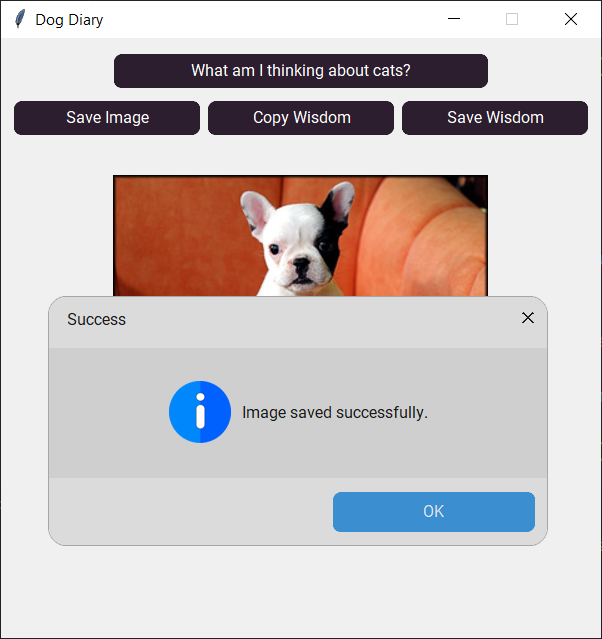 Dog Diary
What am I thinking about cats?
Save Image
Copy Wisdom
Save Wisdom
Success
Image saved successfully.
OK